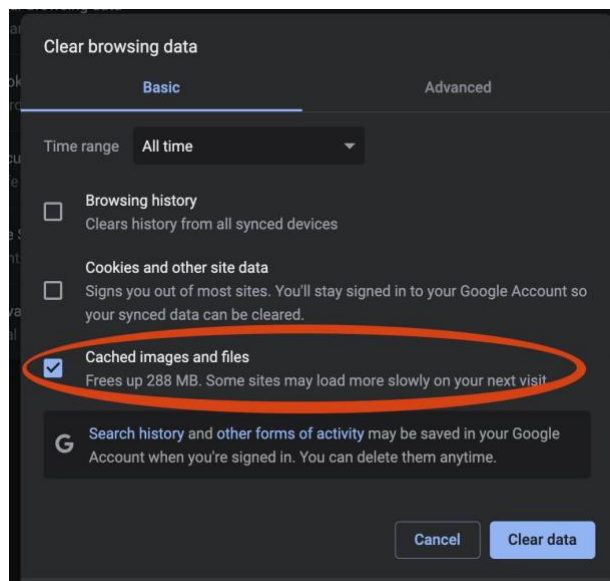 Clear browsing data
Basic
Advanced
Time range
All time
Browsing history
Clears history from all synced devices
Cookies and other site data
Signs you out of most sites. You'll stay signed in to your Google Account so
your synced data can be cleared.
Cached images and files
Frees up 288 MB. Some sites may load more slowly on your next visit
G
Search history and other forms of activity may be saved in your Google
Account when you're signed in. You can delete them anytime.
Cancel
Clear data